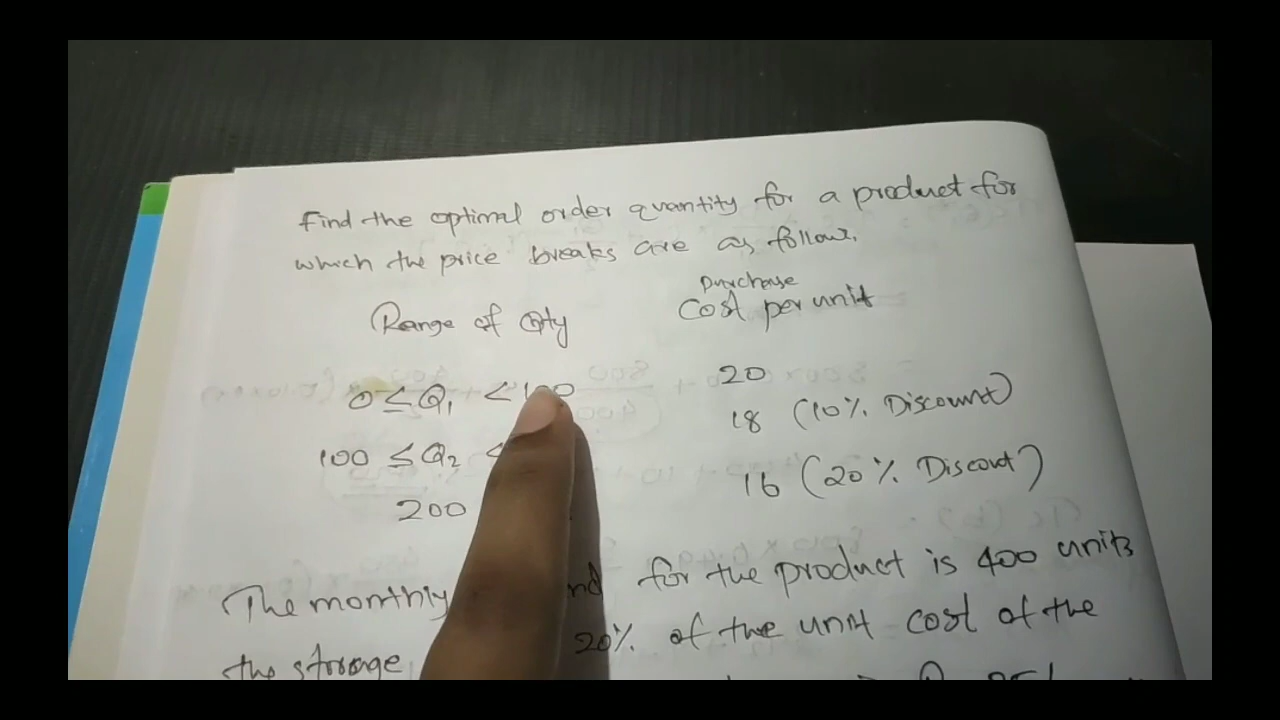 Find the optimal order quantity for a product for
which the price breaks are as follows.
Range of Qty
purchase
Cost per unit
0 ≤ Q₁ < 100
20
100 ≤ Q₂ <
18 (10% Discount)
200
16 (20% Discount)
The monthly for the product is 400 units
the storage 20% of the unit cost of the